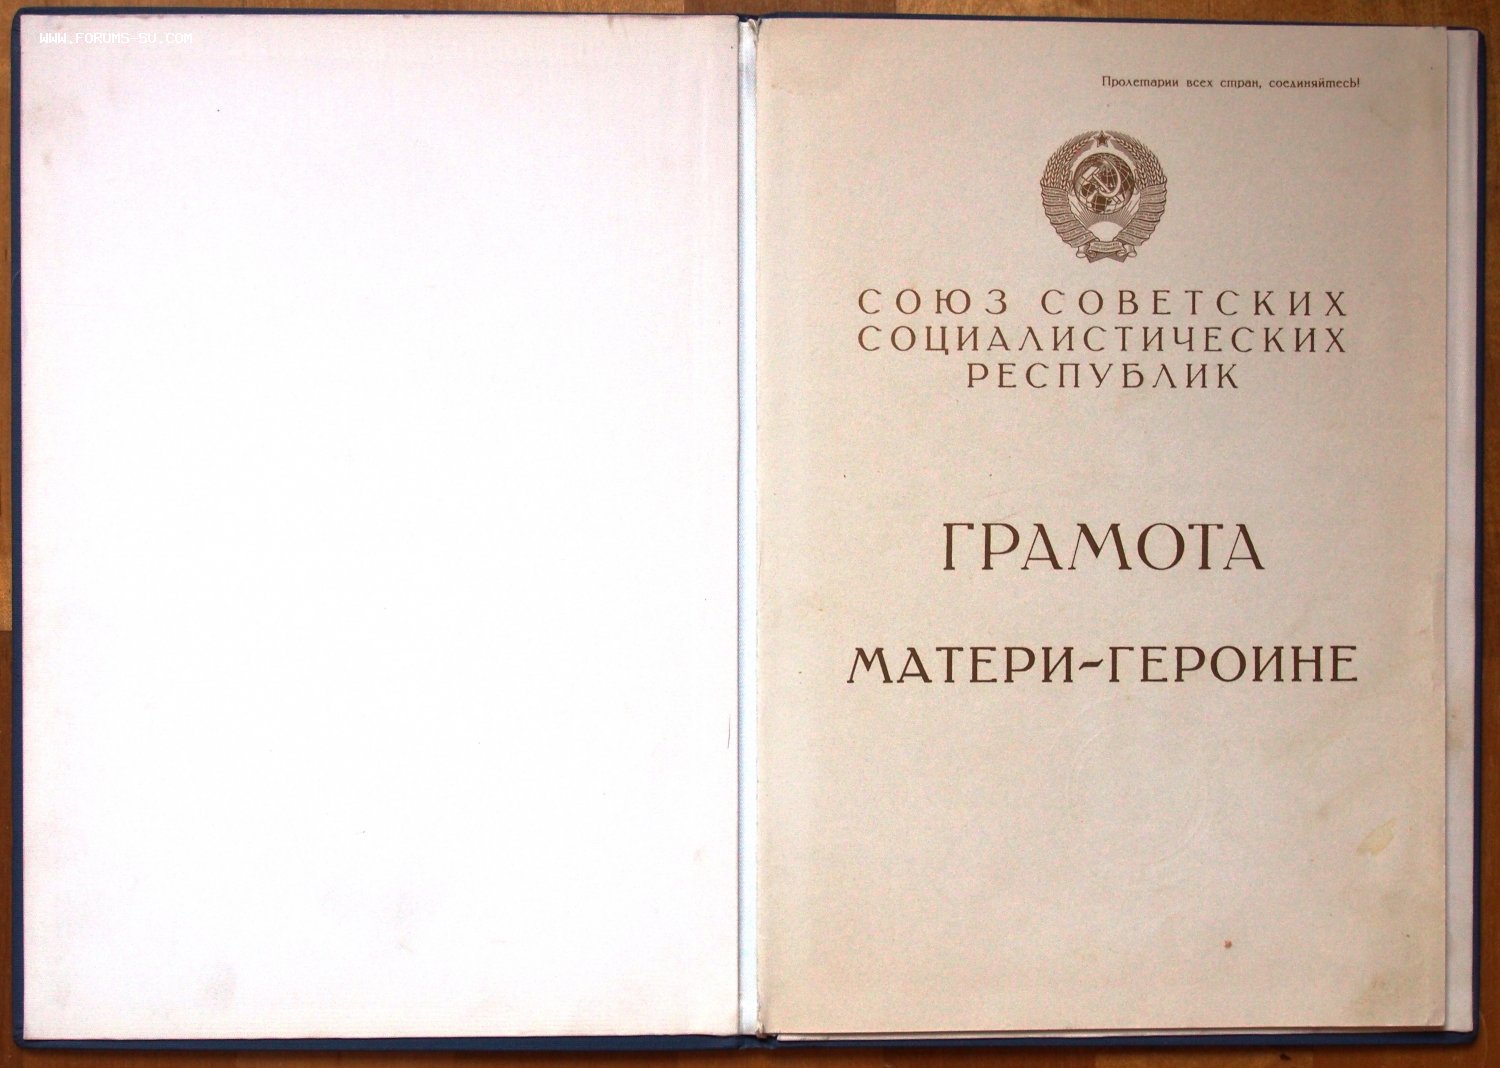 WWW.FORUMS-SU.COM
Пролетарии всех стран, соединяйтесь!
СОЮЗ СОВЕТСКИХ
СОЦИАЛИСТИЧЕСКИХ
РЕСПУБЛИК
ГРАМОТА
МАТЕРИ-ГЕРОИНЕ